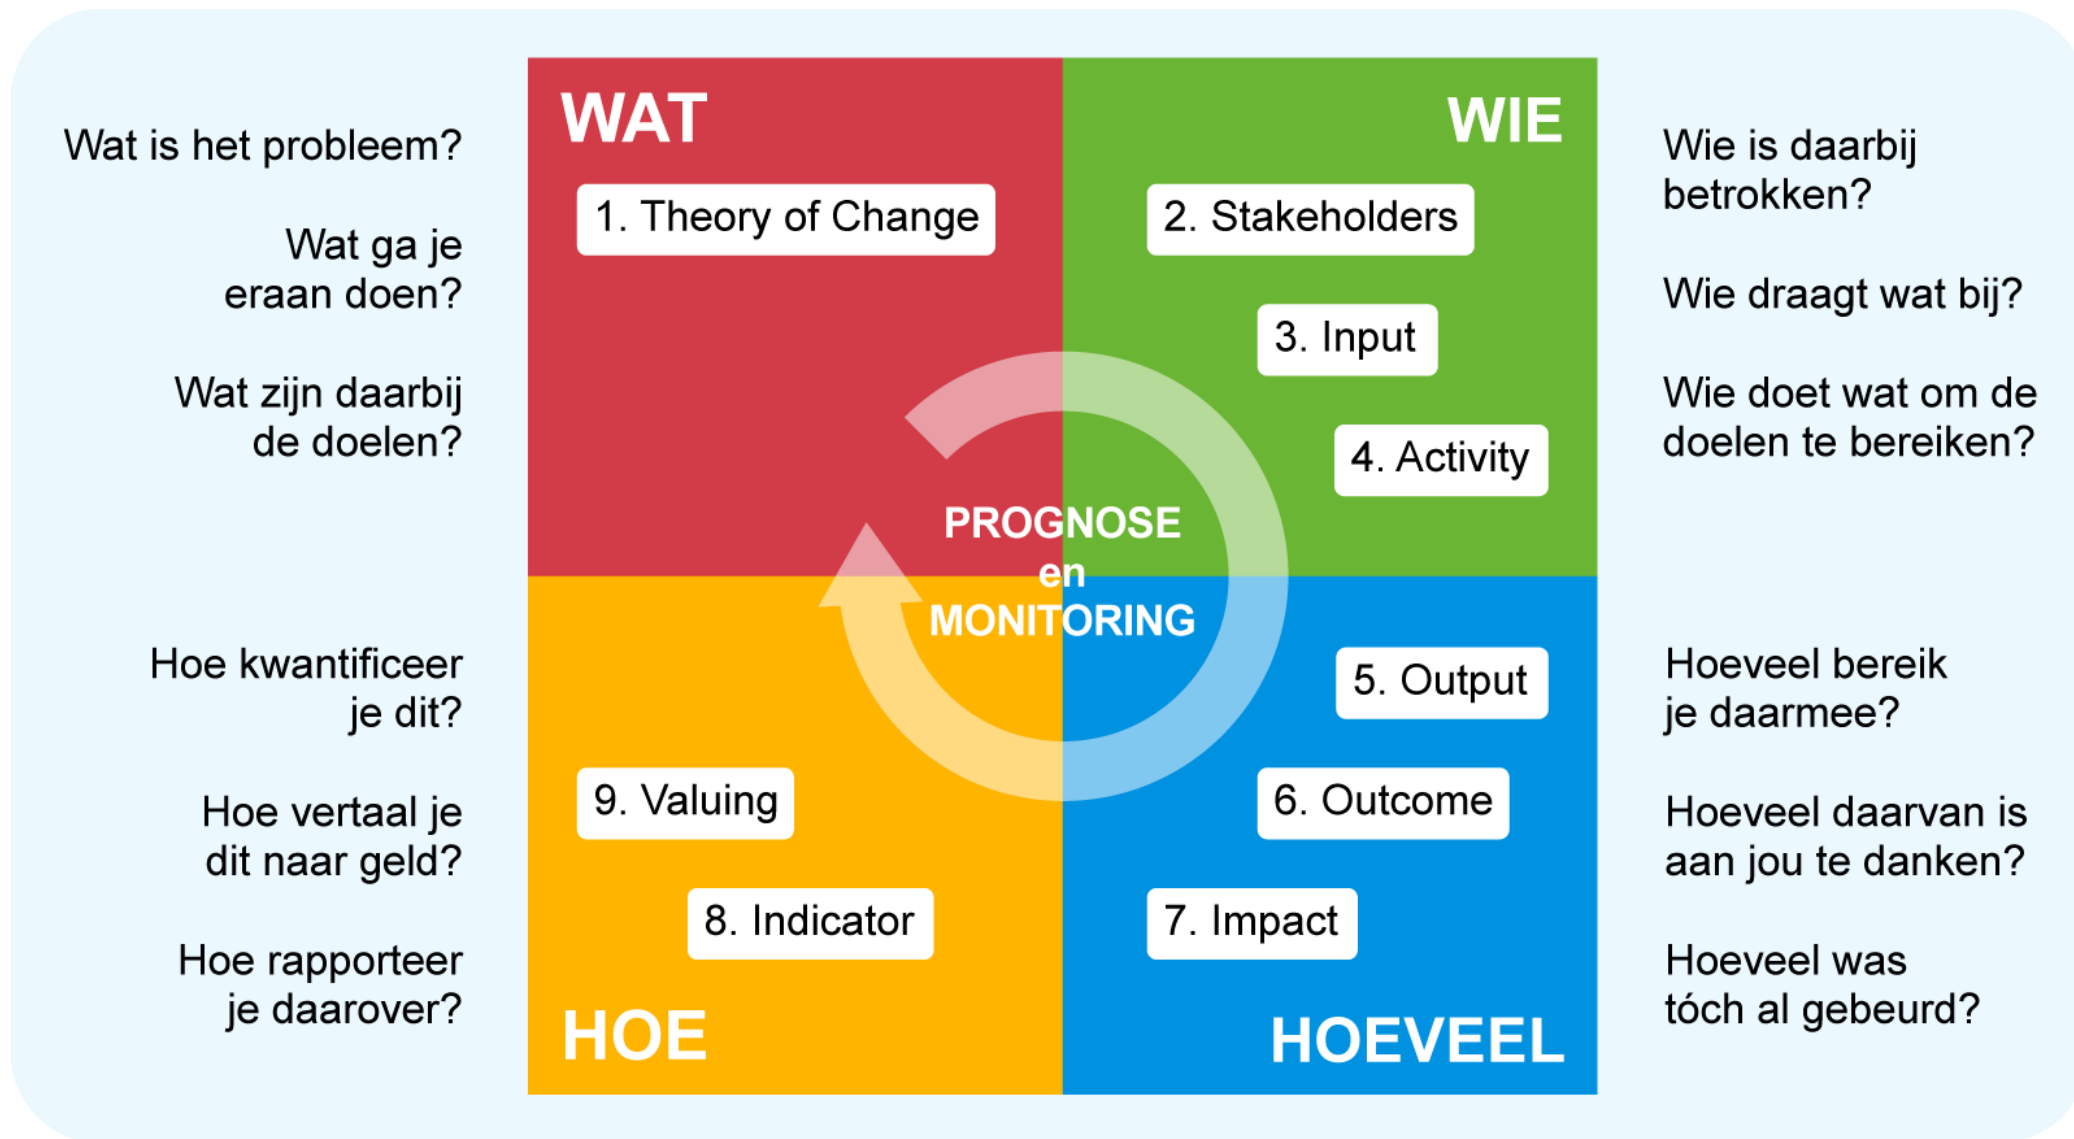 Wat is het probleem?
Wat ga je
eraan doen?
Wat zijn daarbij
de doelen?
WAT
1. Theory of Change
WIE
2. Stakeholders
3. Input
4. Activity
Wie is daarbij
betrokken?
Wie draagt wat bij?
Wie doet wat om de
doelen te bereiken?
PROGNOSE
en
MONITORING
Hoe kwantificeer
je dit?
Hoe vertaal je
dit naar geld?
Hoe rapporteer
je daarover?
9. Valuing
8. Indicator
HOE
5. Output
6. Outcome
7. Impact
HOEVEEL
Hoeveel bereik
je daarmee?
Hoeveel daarvan is
aan jou te danken?
Hoeveel was
tóch al gebeurd?